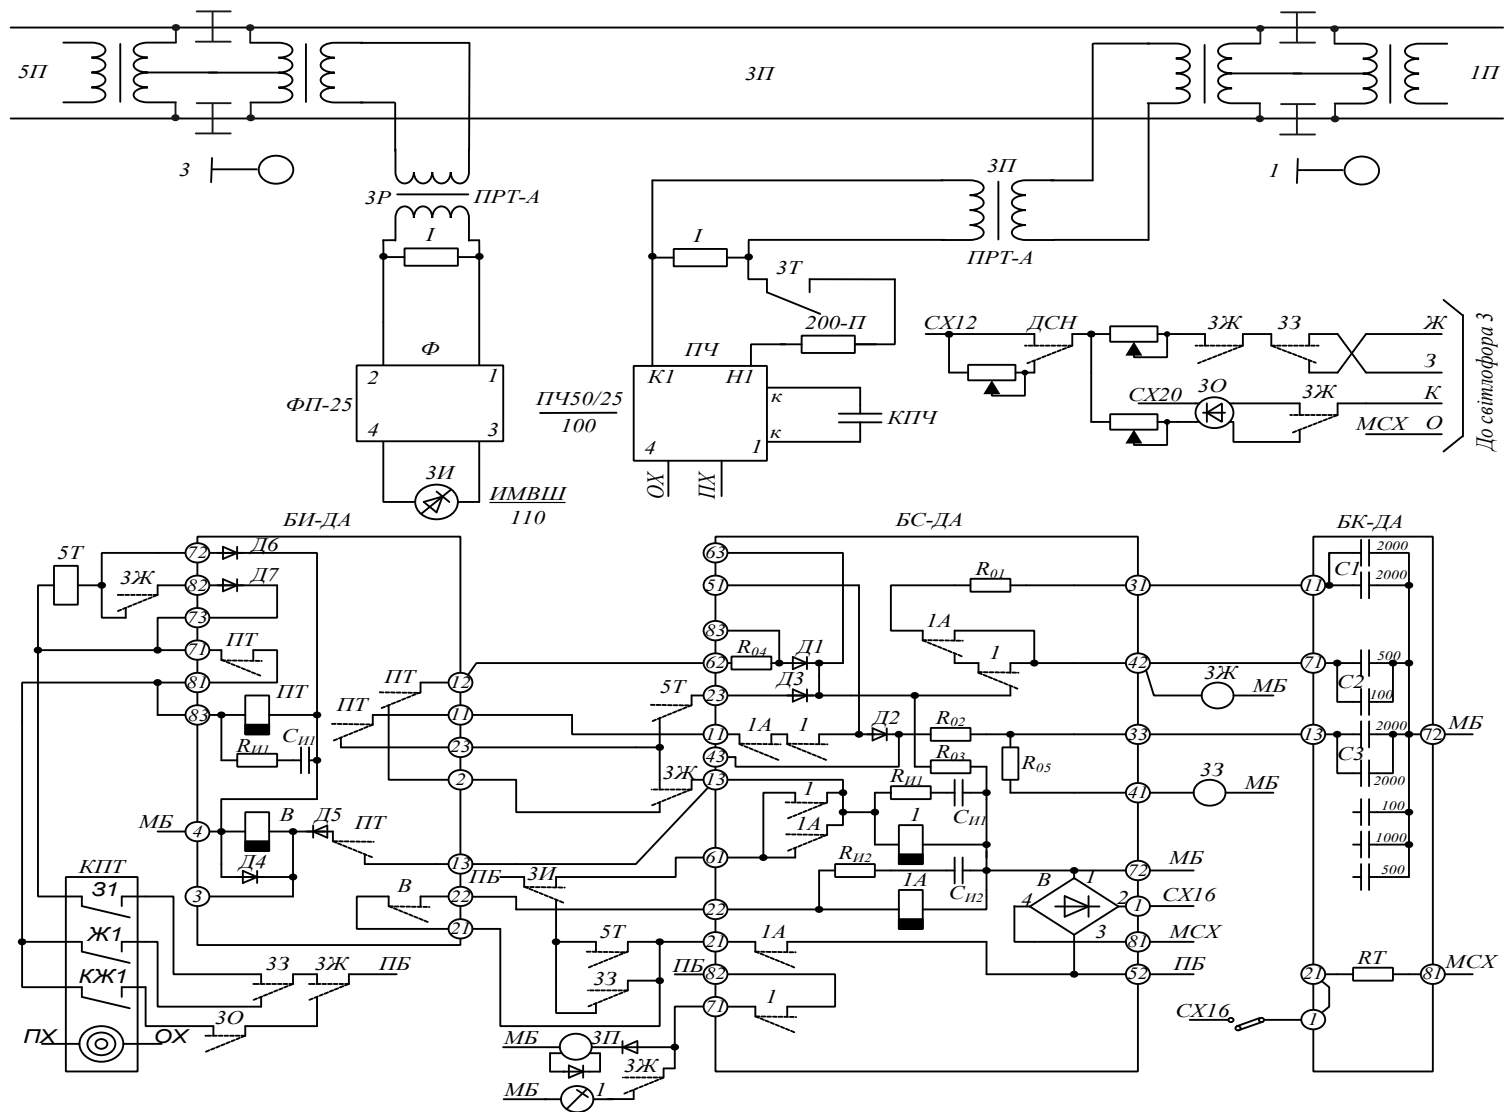 5П
3П
1П
3
1
3Р
ПРТ-А
I
3П
I
ПРТ-А
3Т
200-П
Ф
2
1
4
3
ФП-25
ПЧ
К1
Н1
ПЧ50/25
100
к
к
4
1
КПЧ
ОХ
ПХ
3И
ИМВШ
110
СХ12
ДСН
3Ж
33
Ж
З
СХ20
3О
3Ж
К
МСХ
О
До світлофора 3
БИ-ДА
БС-ДА
БК-ДА
5Т
72
Д6
3Ж
82
Д7
73
71
ПТ
81
83
ПТ
RИ1
СИ1
МБ
4
В
Д5
ПТ
Д4
3
ПТ
12
ПТ
11
23
2
13
В
22
21
КПТ
З1
Ж1
КЖ1
ПХ
ОХ
33
3Ж
ПБ
3О
5Т
3Ж
ПБ
3И
5Т
33
ПБ
МБ
3П
МБ
1
3Ж
63
51
83
62
R04
Д1
23
Д3
11
1А
1
Д2
43
13
61
22
21
1А
82
71
1
R01
1А
1
R02
R03
R05
1
1А
RИ1
СИ1
1
RИ2
СИ2
1А
В
1
2
3
4
31
42
3Ж
МБ
33
41
33
МБ
72
МБ
1
СХ16
81
МСХ
52
ПБ
11
С1
2000
2000
71
С2
500
100
13
С3
2000
2000
100
1000
500
72
МБ
21
RT
81
МСХ
СХ16
1